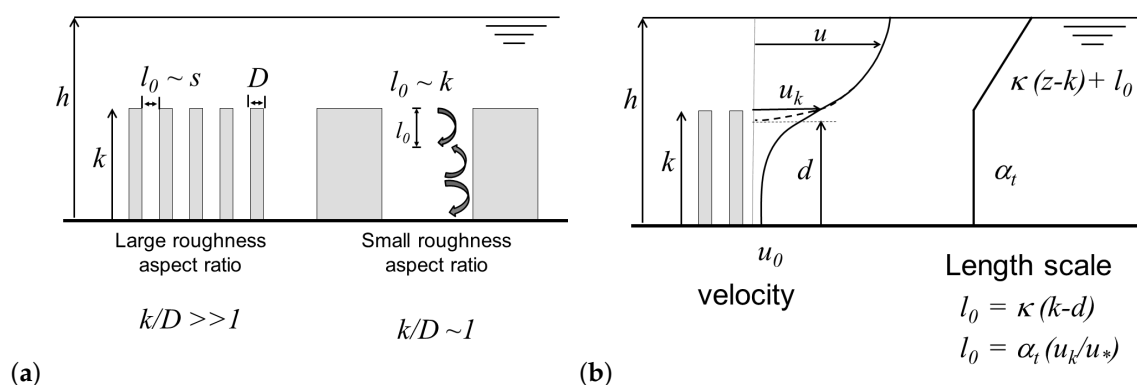 h
l₀ ~ s
D
k
Large roughness
aspect ratio
k/D >>1
l₀ ~ k
l₀
Small roughness
aspect ratio
k/D ~1
(a)
h
k
u
uₖ
d
u₀
velocity
κ (z-k)+ l₀
αₜ
Length scale
l₀ = κ (k-d)
l₀ = αₜ(uₖ/u*)
(b)